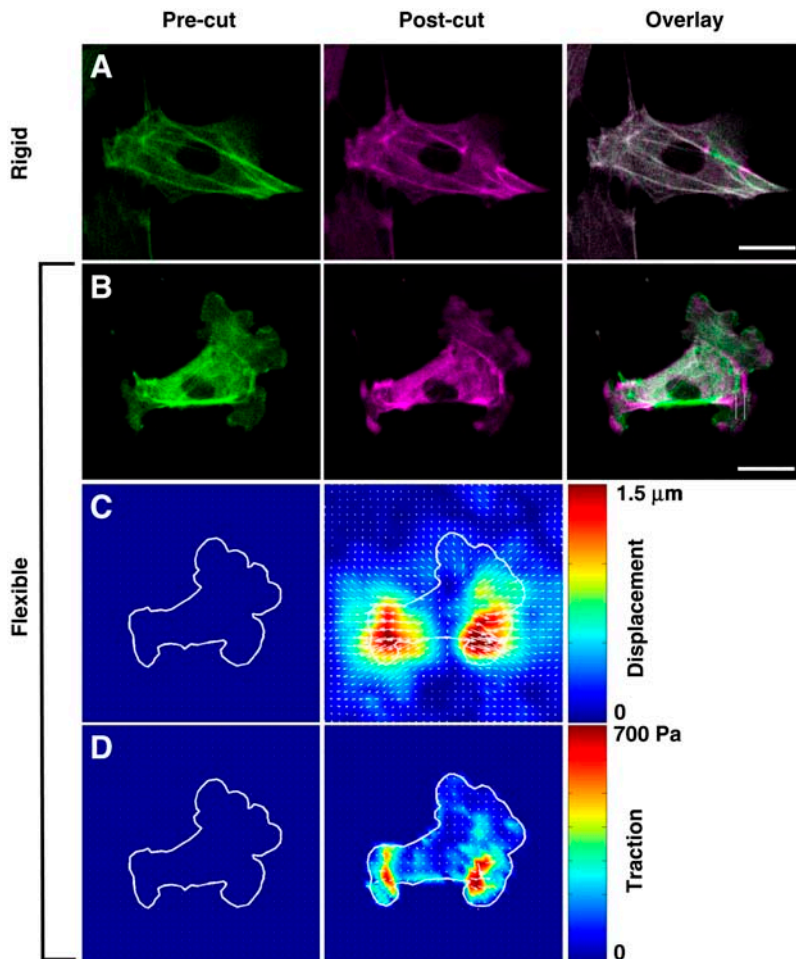 Pre-cut
Post-cut
Overlay
Rigid
A
Flexible
B
C
1.5 μm
Displacement
0
D
700 Pa
Traction
0